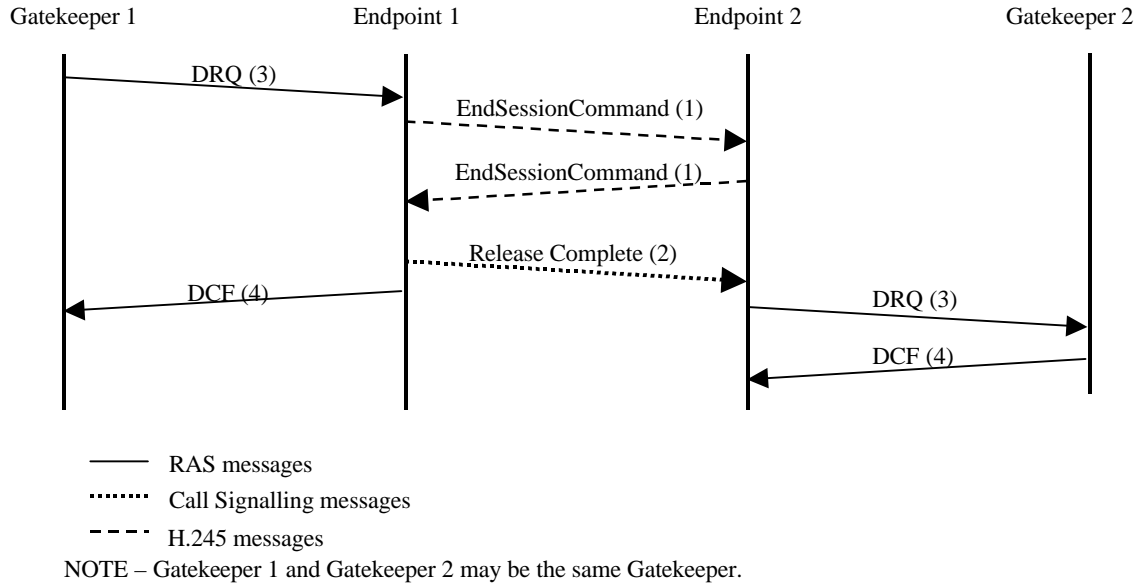 Gatekeeper 1
Endpoint 1
Endpoint 2
Gatekeeper 2
DRQ (3)
EndSessionCommand (1)
EndSessionCommand (1)
Release Complete (2)
DCF (4)
DRQ (3)
DCF (4)
RAS messages
Call Signalling messages
H.245 messages
NOTE – Gatekeeper 1 and Gatekeeper 2 may be the same Gatekeeper.